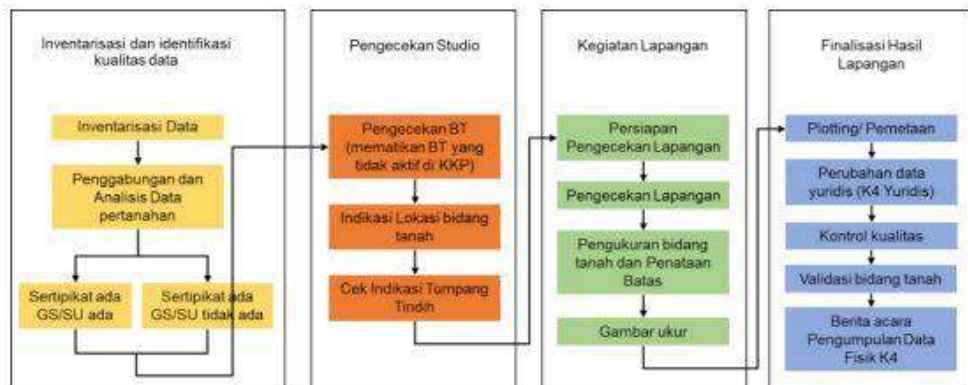 Inventarisasi dan identifikasi
kualitas data
Inventarisasi Data
Penggabungan dan
Analisis Data
pertanahan
Sertipikat ada
GS/SU ada
Sertipikat ada
GS/SU tidak ada
Pengecekan Studio
Pengecekan BT
(mematikan BT yang
tidak aktif di KKP)
Indikasi Lokasi bidang
tanah
Cek Indikasi Tumpang
Tindih
Kegiatan Lapangan
Persiapan
Pengecekan Lapangan
Pengecekan Lapangan
Pengukuran bidang
tanah dan Penataan
Batas
Gambar ukur
Finalisasi Hasil
Lapangan
Plotting/ Pemetaan
Perubahan data
yuridis (K4 Yuridis)
Kontrol kualitas
Validasi bidang tanah
Berita acara
Pengumpulan Data
Fisik K4